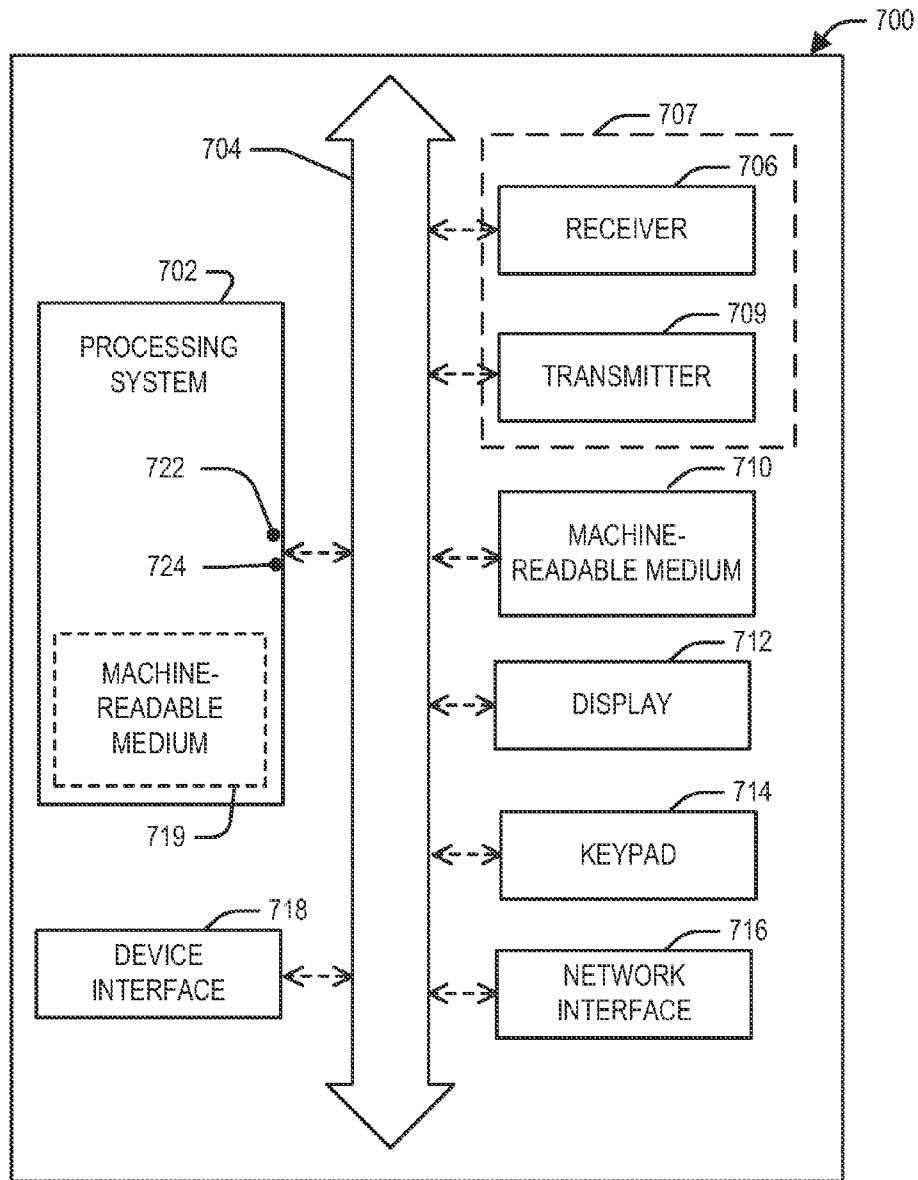 700
704
707
706
RECEIVER
702
PROCESSING
SYSTEM
709
TRANSMITTER
722
724
710
MACHINE-
READABLE MEDIUM
MACHINE-
READABLE
MEDIUM
719
712
DISPLAY
714
KEYPAD
718
DEVICE
INTERFACE
716
NETWORK
INTERFACE